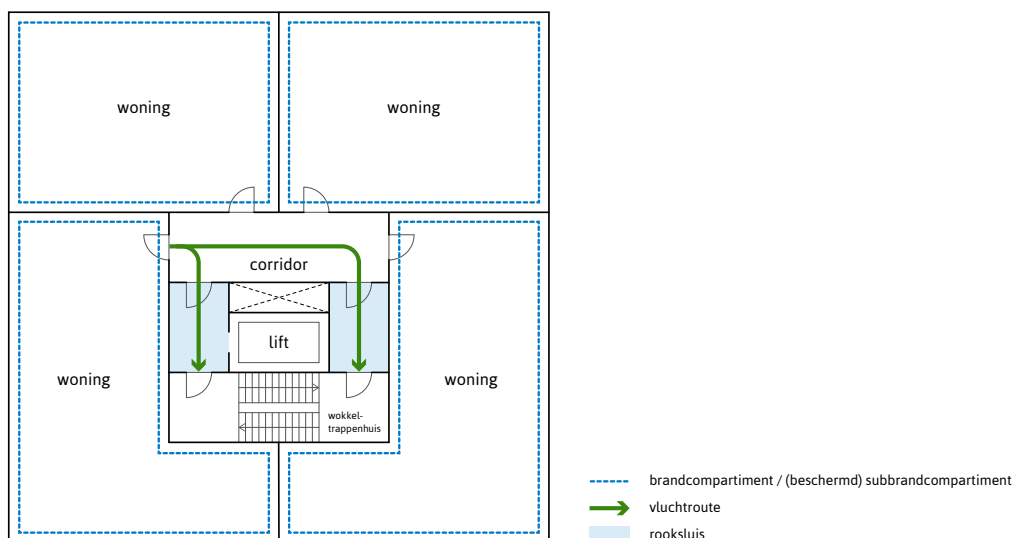 woning
woning
corridor
lift
woning
woning
wokkel-
trappenhuis
brandcompartiment / (beschermd) subbrandcompartiment
vluchtroute
rooksluis